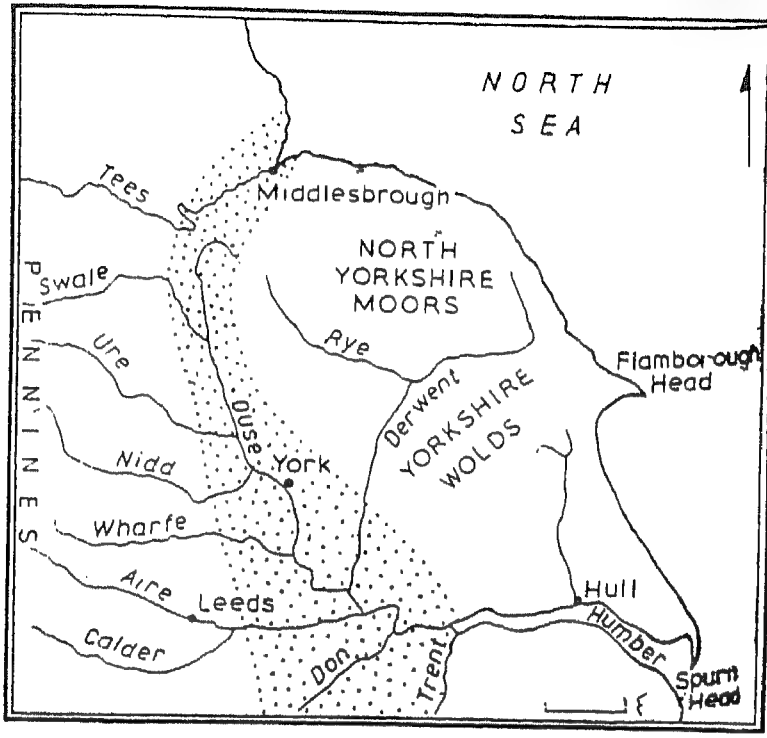 NORTH
SEA
Tees
Middlesbrough
NORTH
YORKSHIRE
MOORS
Swale
PENNINES
Ure
Rye
Flamborough
Head
Derwent
YORKSHIRE
WOLDS
Ouse
Nidd
York
Wharfe
Aire
Leeds
Hull
Humber
Calder
Don
Trent
Spurn
Head